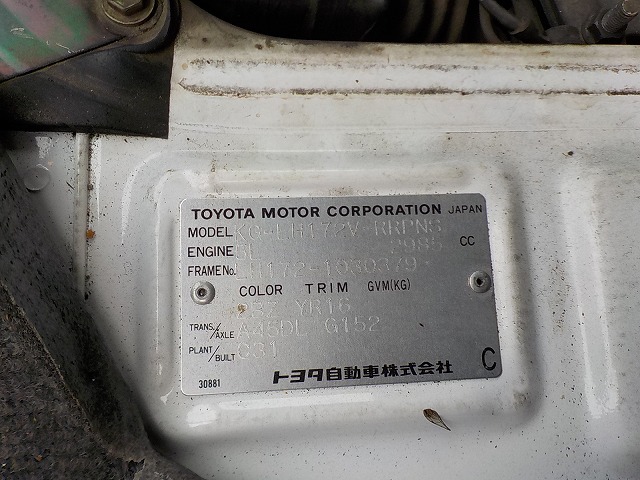 TOYOTA MOTOR CORPORATION JAPAN
MODEL KG-LH172V-RRPNS
ENGINE 5L 2985 CC
FRAME No. LH172-1030379
COLOR TRIM GVM(KG)
YR16
TRANS/AXLE A45DL G152
PLANT/BUILT C31
30881 トヨタ自動車株式会社 C